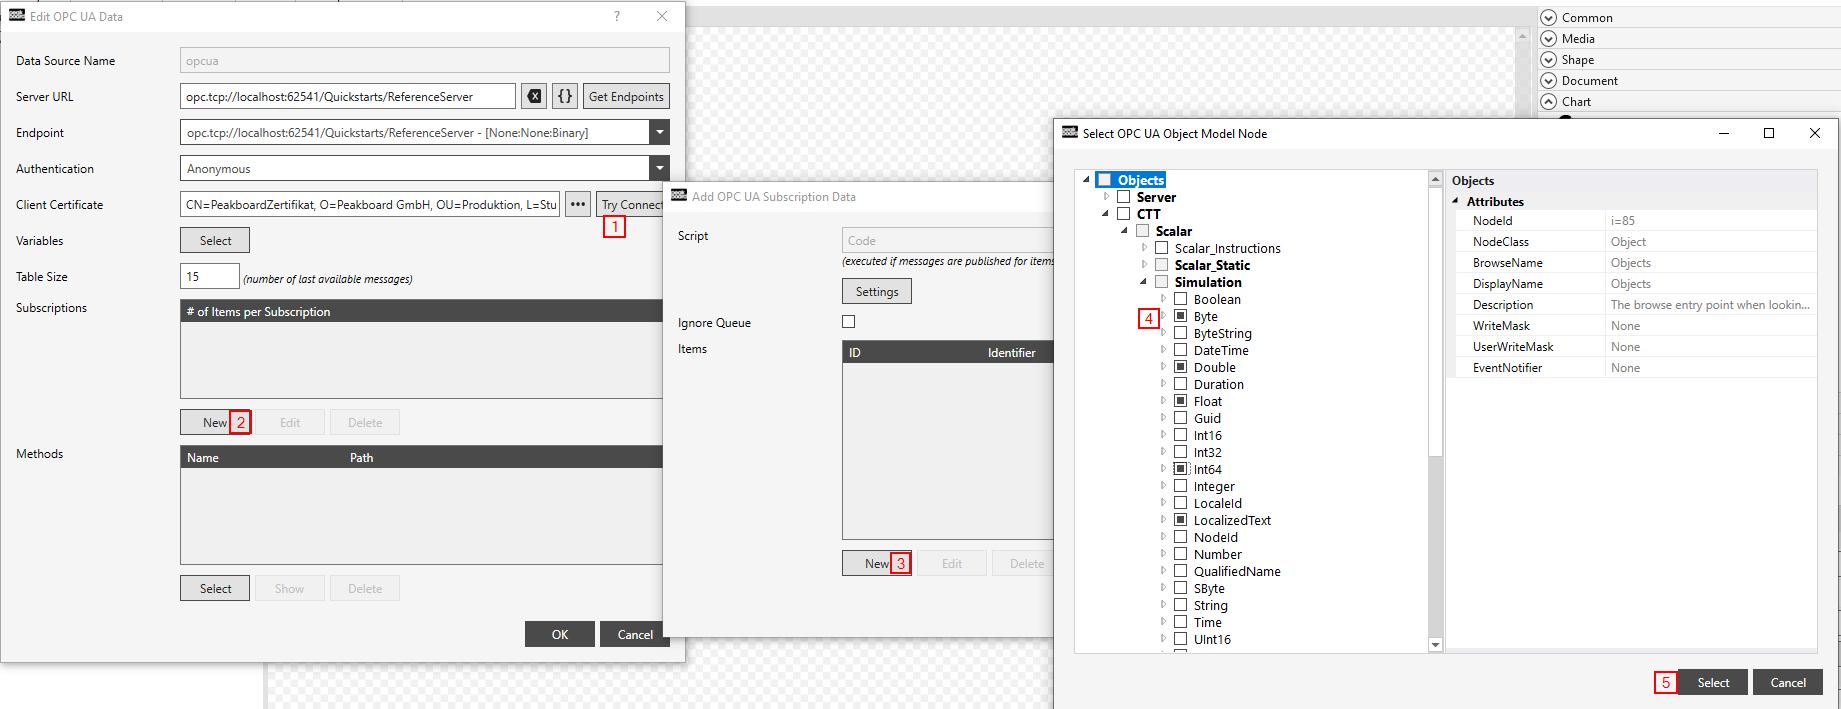 Edit OPC UA Data
?
Data Source Name
opcua
Server URL
opc.tcp://localhost:62541/Quickstarts/ReferenceServer
{}
Get Endpoints
Endpoint
opc.tcp://localhost:62541/Quickstarts/ReferenceServer - [None:None:Binary]
Authentication
Anonymous
Client Certificate
CN=PeakboardZertifikat, O=Peakboard GmbH, OU=Produktion, L=Stu
•••
Try Connect
1
Variables
Select
Table Size
15
(number of last available messages)
Subscriptions
# of Items per Subscription
New
2
Edit
Delete
Methods
Name
Path
Select
Show
Delete
OK
Cancel
Add OPC UA Subscription Data
Script
Code
(executed if messages are published for items
Settings
Ignore Queue
Items
ID
Identifier
New
3
Edit
Delete
Common
Media
Shape
Document
Chart
Select OPC UA Object Model Node
Objects
Server
CTT
Scalar
Scalar_Instructions
Scalar_Static
Simulation
Boolean
4
Byte
ByteString
DateTime
Double
Duration
Float
Guid
Int16
Int32
Int64
Integer
LocaleId
LocalizedText
NodeId
Number
QualifiedName
SByte
String
Time
UInt16
Objects
Attributes
NodeId i=85
NodeClass Object
BrowseName Objects
DisplayName Objects
Description The browse entry point when lookin...
WriteMask None
UserWriteMask None
EventNotifier None
5
Select
Cancel